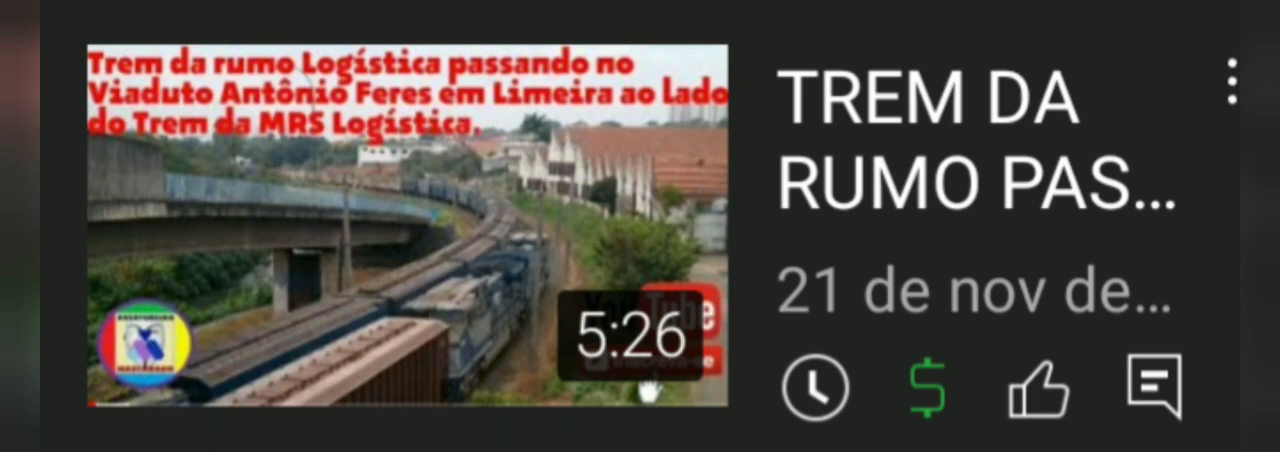 Trem da rumo Logística passando no
Viaduto Antônio Feres em Limeira ao lado
do Trem da MRS Logística.
5:26
TREM DA
RUMO PAS...
21 de nov de...